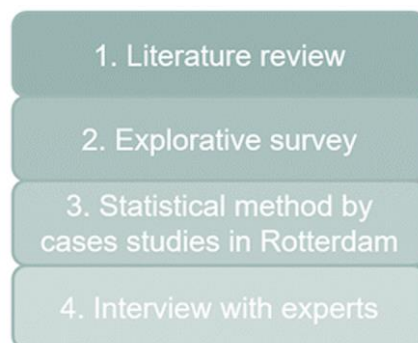 1. Literature review
2. Explorative survey
3. Statistical method by
cases studies in Rotterdam
4. Interview with experts